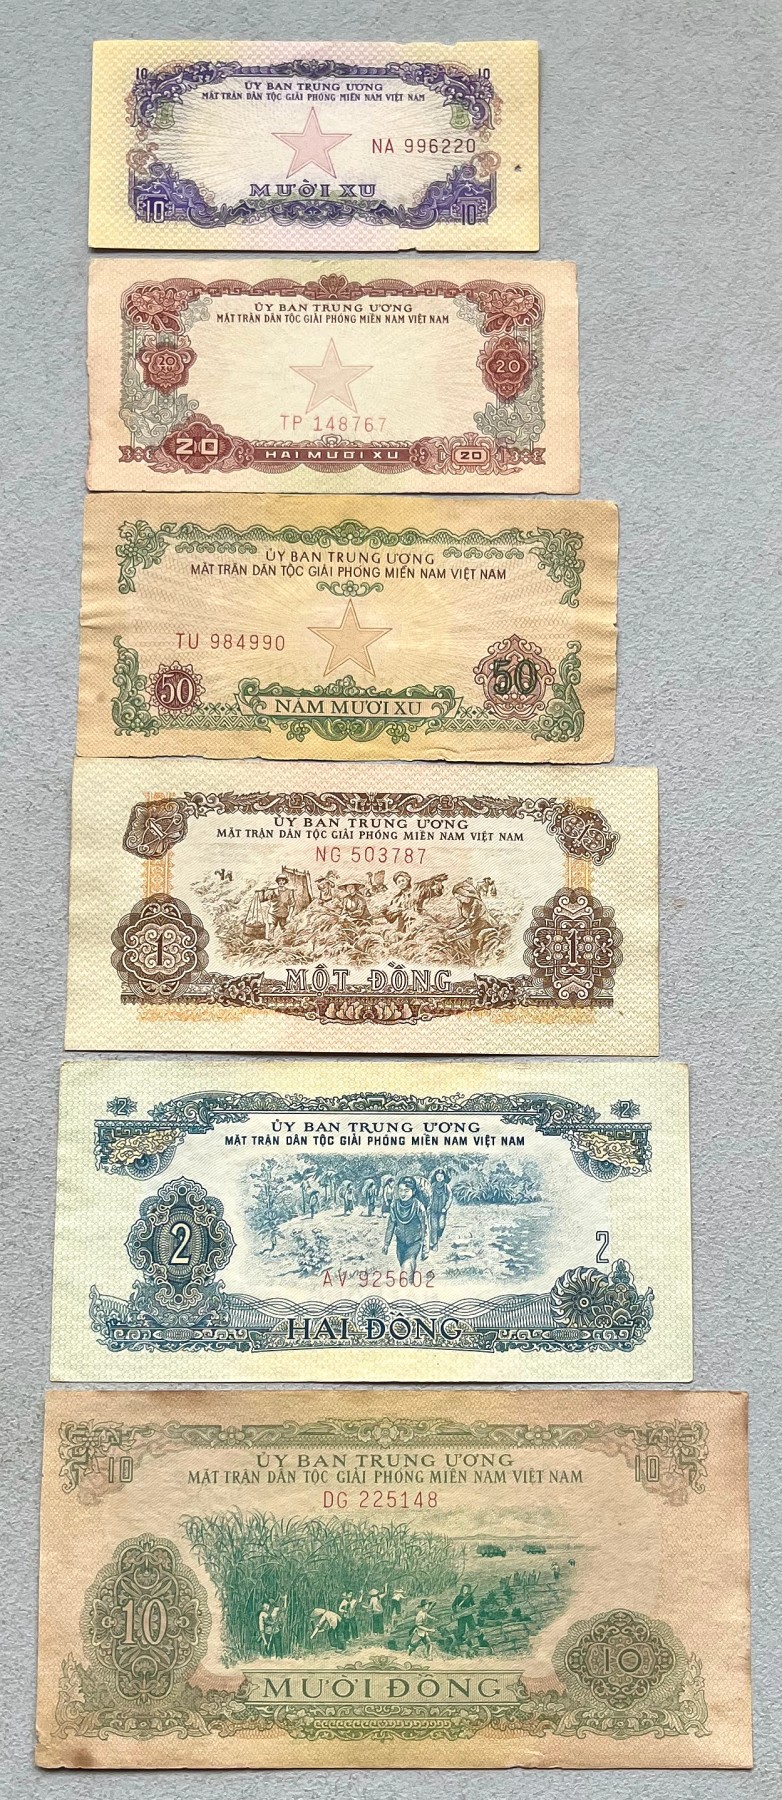 10 10
ỦY BAN TRUNG ƯƠNG
MẶT TRẬN DÂN TỘC GIẢI PHÓNG MIỀN NAM VIỆT NAM
NA 996220
MƯỜI XU
10 10
ỦY BAN TRUNG ƯƠNG
MẶT TRẬN DÂN TỘC GIẢI PHÓNG MIỀN NAM VIỆT NAM
20 20
TP 148767
20 HAI MƯƠI XU 20
ỦY BAN TRUNG ƯƠNG
MẶT TRẬN DÂN TỘC GIẢI PHÓNG MIỀN NAM VIỆT NAM
TU 984990
50 50
NĂM MƯƠI XU
ỦY BAN TRUNG ƯƠNG
MẶT TRẬN DÂN TỘC GIẢI PHÓNG MIỀN NAM VIỆT NAM
NG 503787
1 1
MỘT ĐỒNG
2 2
ỦY BAN TRUNG ƯƠNG
MẶT TRẬN DÂN TỘC GIẢI PHÓNG MIỀN NAM VIỆT NAM
2 2
AV 925602
HAI ĐỒNG
10 10
ỦY BAN TRUNG ƯƠNG
MẶT TRẬN DÂN TỘC GIẢI PHÓNG MIỀN NAM VIỆT NAM
DG 225148
10 10
MƯỜI ĐỒNG